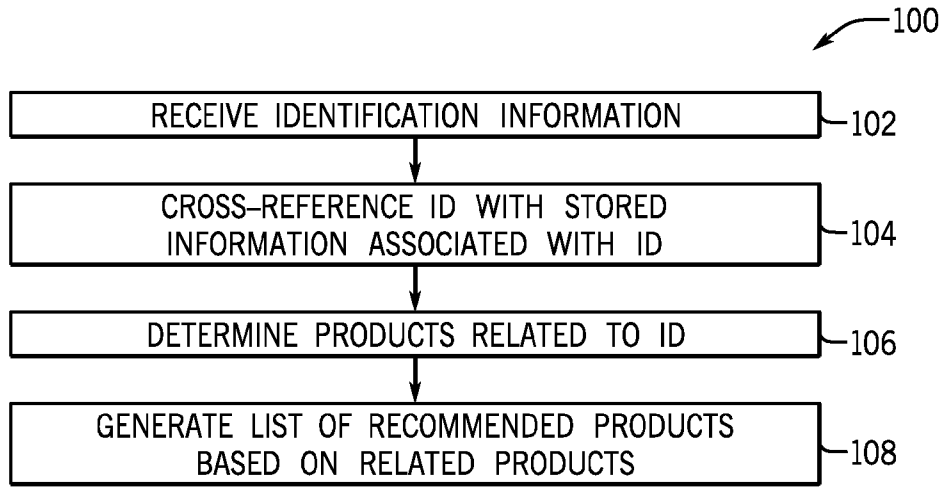 100
RECEIVE IDENTIFICATION INFORMATION
102
CROSS–REFERENCE ID WITH STORED
INFORMATION ASSOCIATED WITH ID
104
DETERMINE PRODUCTS RELATED TO ID
106
GENERATE LIST OF RECOMMENDED PRODUCTS
BASED ON RELATED PRODUCTS
108